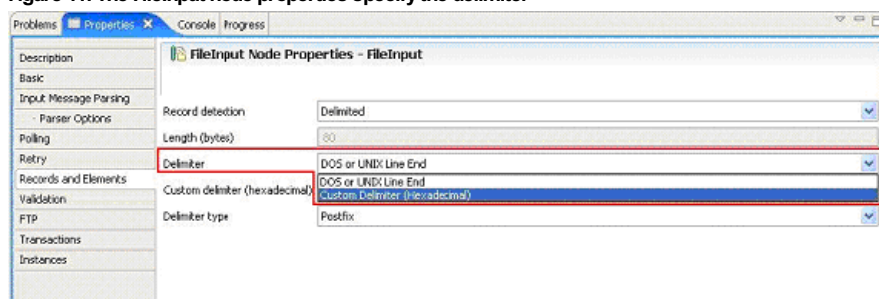 Figure 11. The FileInput node properties specify the delimiter
Problems Properties Console Progress
FileInput Node Properties - FileInput
Description
Basic
Input Message Parsing
- Parser Options
Polling
Retry
Records and Elements
Validation
FTP
Transactions
Instances
Record detection Delimited
Length (bytes) 80
Delimiter DOS or UNIX Line End
DOS or UNIX Line End
Custom delimiter (hexadecimal) Custom Delimiter (Hexadecimal)
Delimiter type Postfix